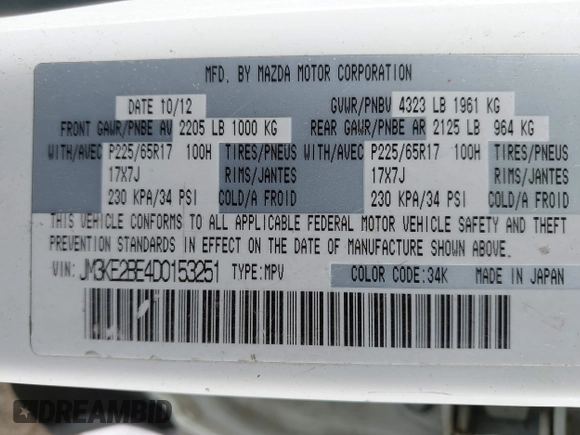 MFD. BY MAZDA MOTOR CORPORATION
DATE 10/12 GVWR/PNBV 4323 LB 1961 KG
FRONT GAWR/PNBE AV 2205 LB 1000 KG REAR GAWR/PNBE AR 2125 LB 964 KG
WITH/AVEC P225/65R17 100H TIRES/PNEUS WITH/AVEC P225/65R17 100H TIRES/PNEUS
17X7J RIMS/JANTES 17X7J RIMS/JANTES
230 KPA/34 PSI COLD/A FROID 230 KPA/34 PSI COLD/A FROID
THIS VEHICLE CONFORMS TO ALL APPLICABLE FEDERAL MOTOR VEHICLE SAFETY AND THEFT
PREVENTION STANDARDS IN EFFECT ON THE DATE OF MANUFACTURE SHOWN ABOVE.
VIN: JM3KE2BE4D0153251 TYPE:MPV COLOR CODE:34K MADE IN JAPAN
DREAMBID